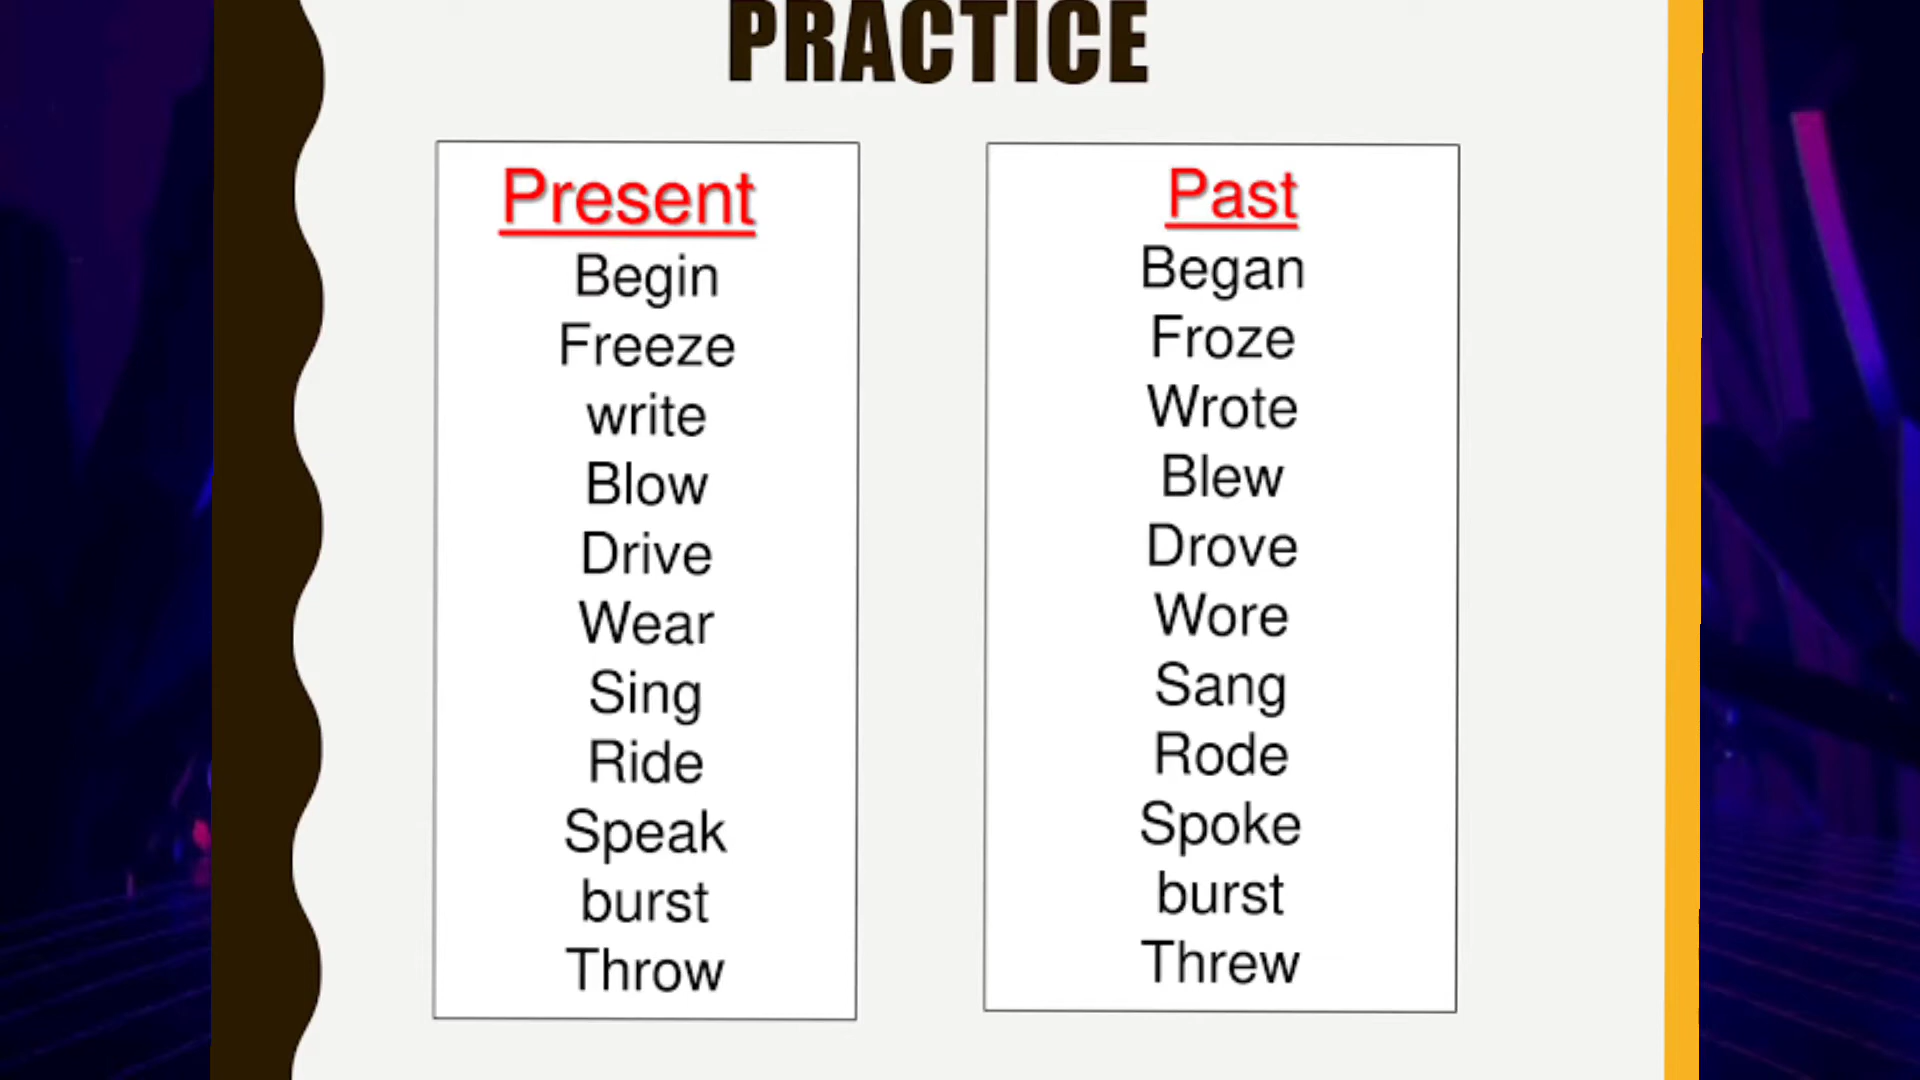 PRACTICE
Present
Begin
Freeze
write
Blow
Drive
Wear
Sing
Ride
Speak
burst
Throw
Past
Began
Froze
Wrote
Blew
Drove
Wore
Sang
Rode
Spoke
burst
Threw